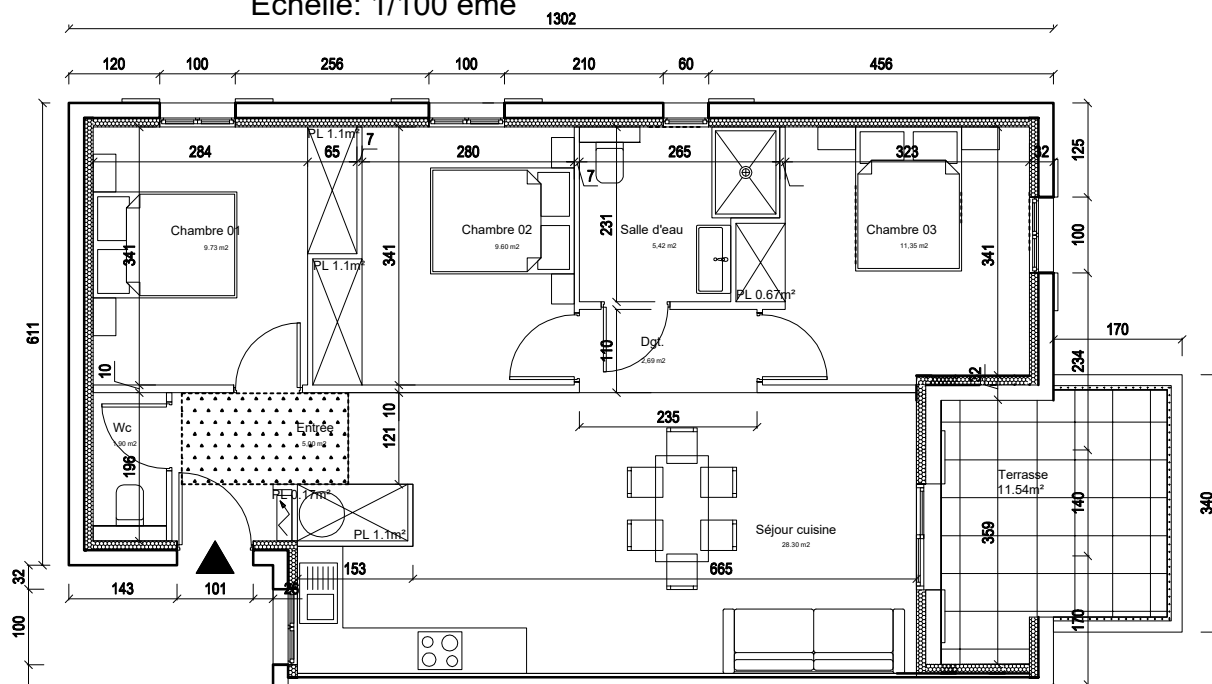 Echelle: 1/100 ème
1302
120 100 256 100 210 60 456
PL 1.1m²
7
284 65 280 265 323 32
7
125
Chambre 01
9.73 m2
341
Chambre 02
9.60 m2
341
231
Salle d'eau
5,42 m2
Chambre 03
11,35 m2
341
100
PL 1.1m²
PL 0.67m²
611
110
Dgt.
2,69 m2
170
234
10
32
10
235
Wc
1.90 m2
Entrée
121
196
PL 0.17m²
PL 1.1m²
Terrasse
11.54m²
140
340
Séjour cuisine
28.30 m2
359
153
665
32
143 101
100
170